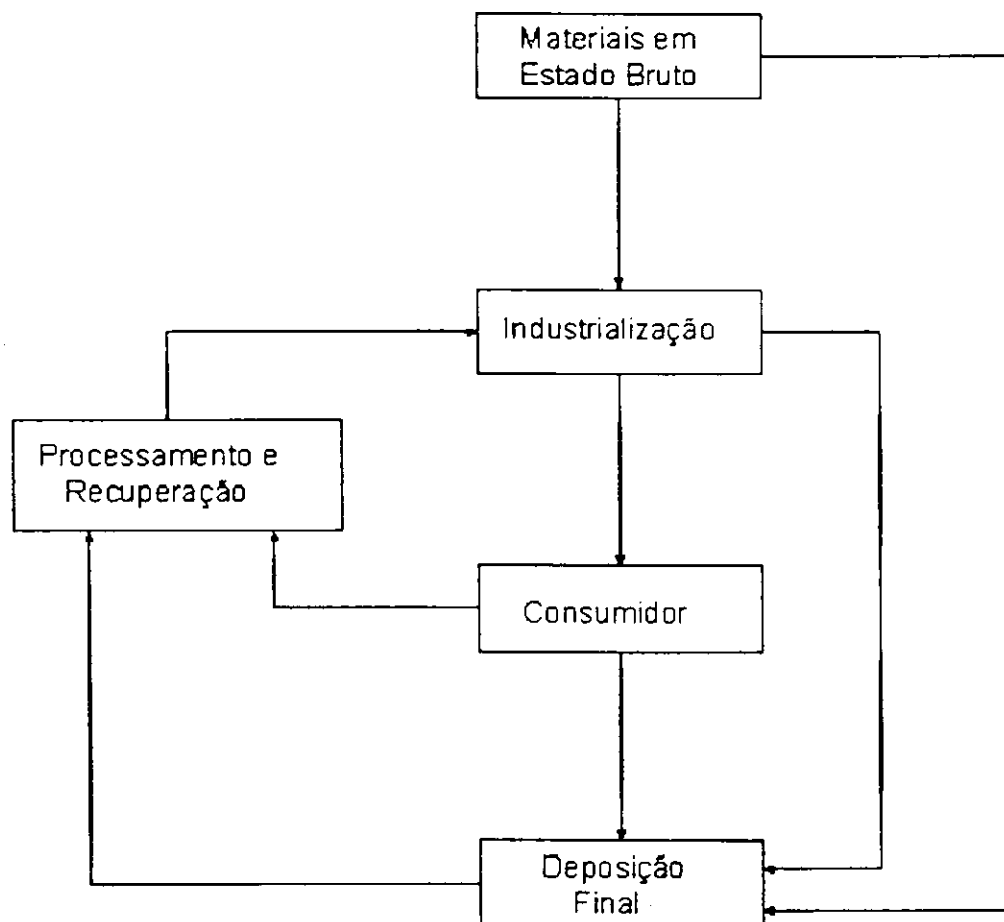 Materiais em
Estado Bruto
Industrialização
Processamento e
Recuperação
Consumidor
Deposição
Final